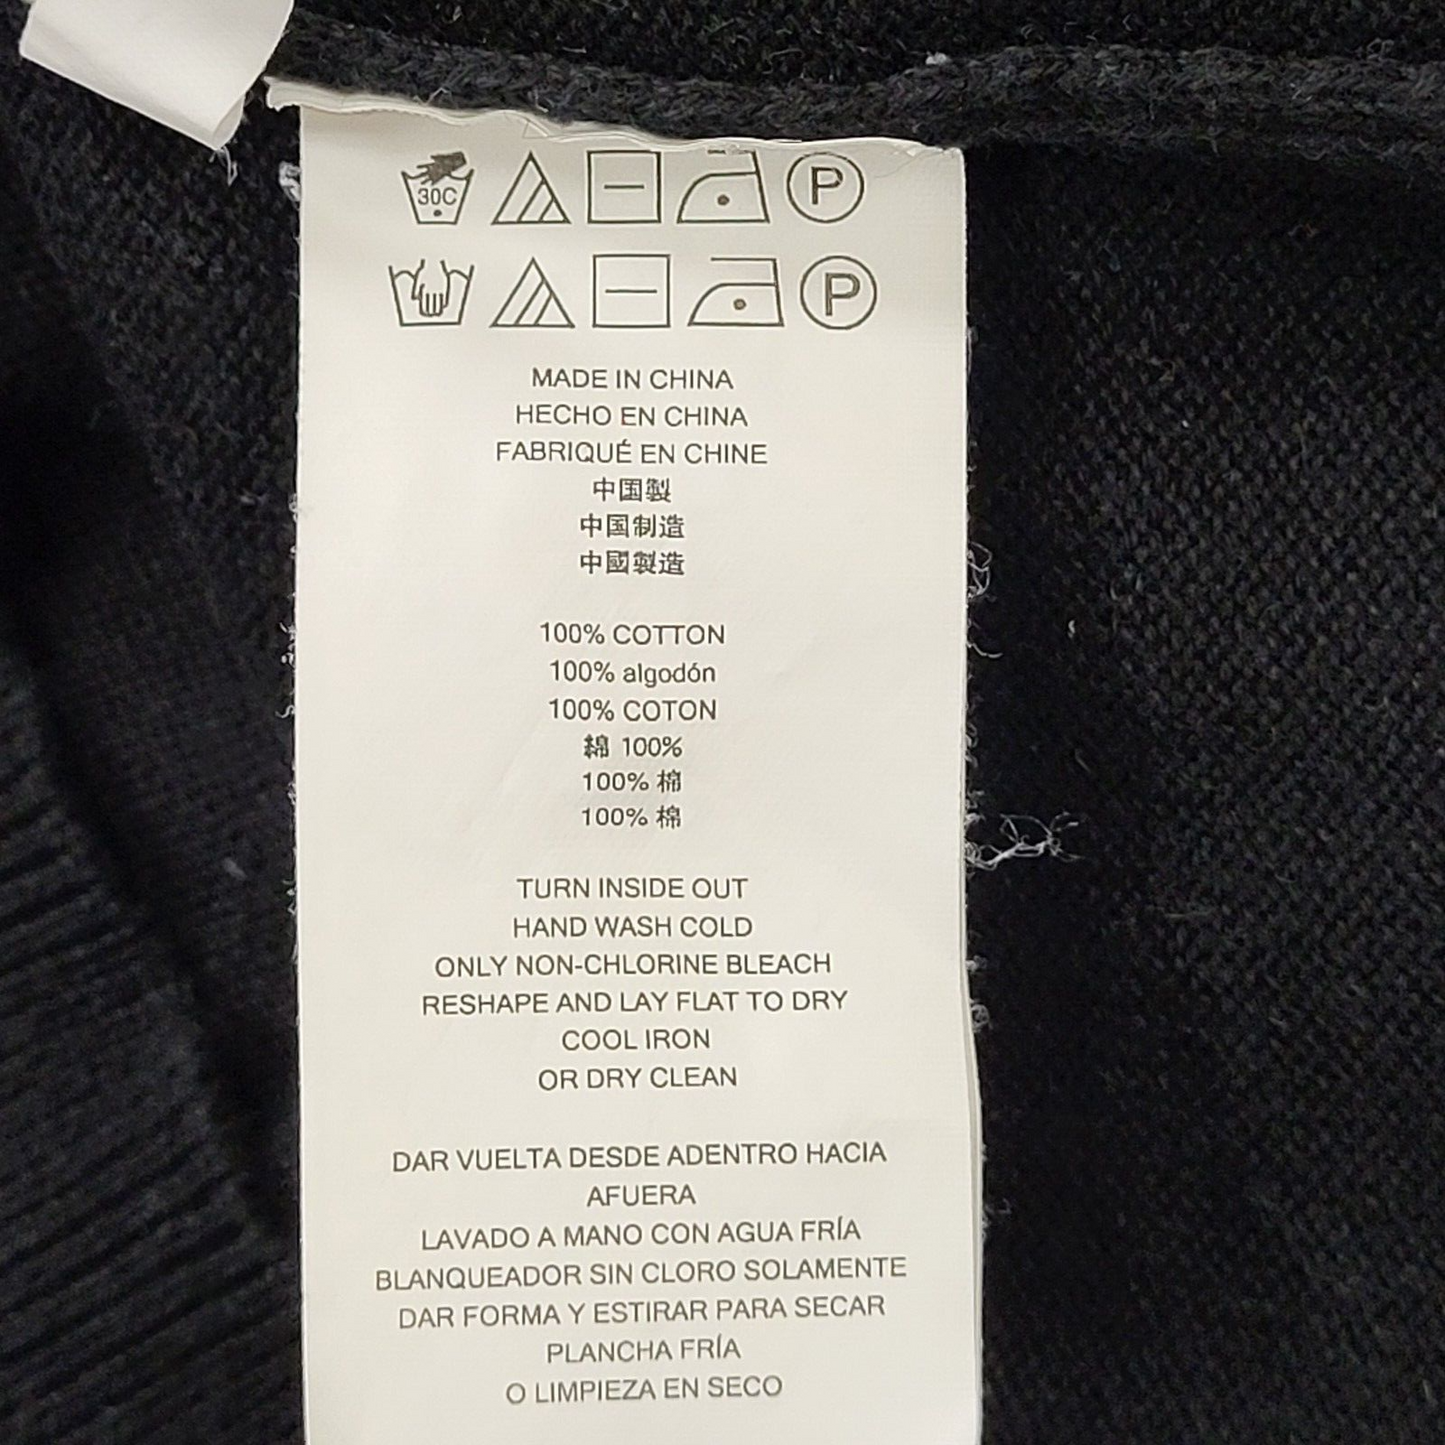 30C P
P
MADE IN CHINA
HECHO EN CHINA
FABRIQUÉ EN CHINE
中国製
中国制造
中國製造
100% COTTON
100% algodón
100% COTON
綿 100%
100% 棉
100% 棉
TURN INSIDE OUT
HAND WASH COLD
ONLY NON-CHLORINE BLEACH
RESHAPE AND LAY FLAT TO DRY
COOL IRON
OR DRY CLEAN
DAR VUELTA DESDE ADENTRO HACIA
AFUERA
LAVADO A MANO CON AGUA FRÍA
BLANQUEADOR SIN CLORO SOLAMENTE
DAR FORMA Y ESTIRAR PARA SECAR
PLANCHA FRÍA
O LIMPIEZA EN SECO